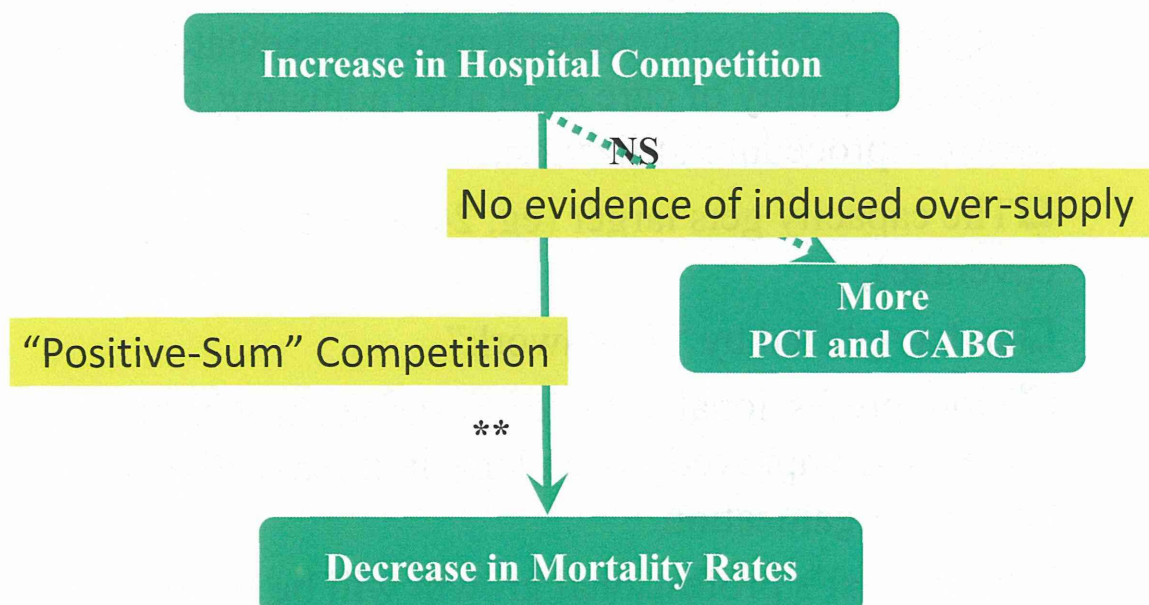 Increase in Hospital Competition
NS
No evidence of induced over-supply
More
PCI and CABG
“Positive-Sum” Competition
**
Decrease in Mortality Rates